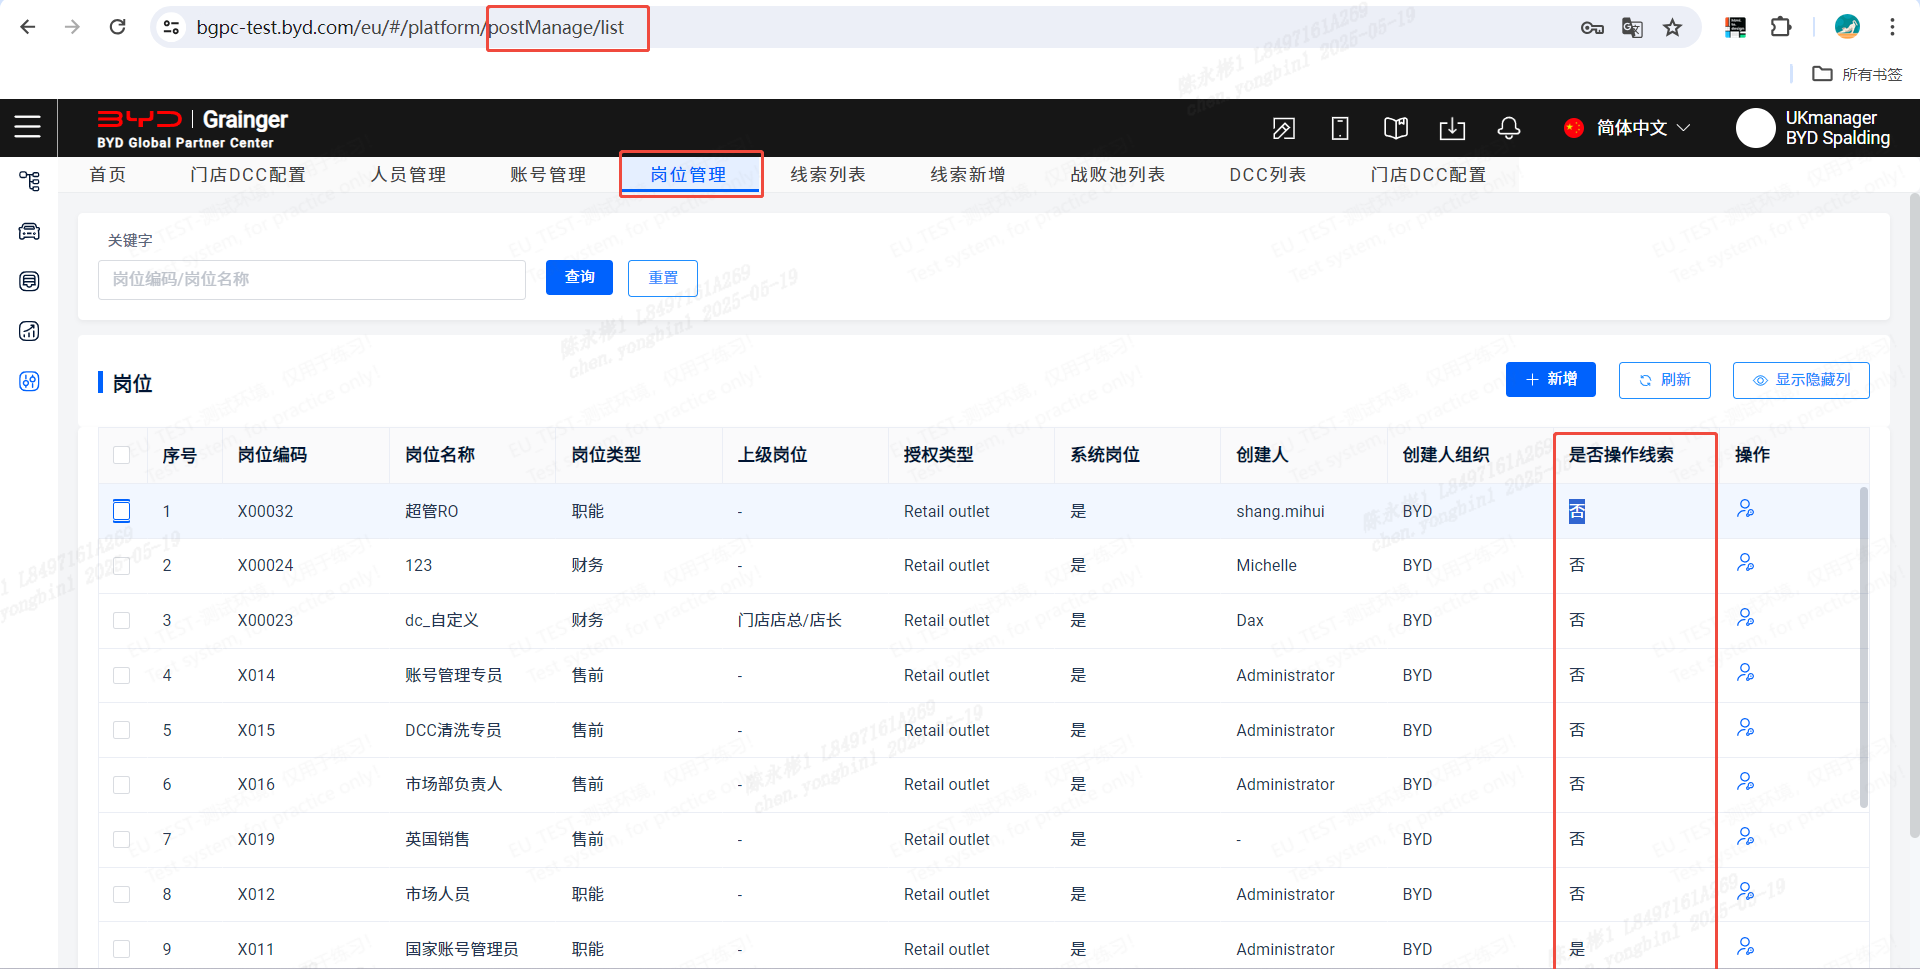 bgpc-test.byd.com/eu/#/platform/postManage/list
所有书签
BYD Grainger
BYD Global Partner Center
简体中文
UKmanager
BYD Spalding
首页 门店DCC配置 人员管理 账号管理 岗位管理 线索列表 线索新增 战败池列表 DCC列表 门店DCC配置
关键字
岗位编码/岗位名称 查询 重置
岗位 新增 刷新 显示隐藏列
序号 岗位编码 岗位名称 岗位类型 上级岗位 授权类型 系统岗位 创建人 创建人组织 是否操作线索 操作
1 X00032 超管RO 职能 - Retail outlet 是 shang.mihui BYD 否
2 X00024 123 财务 - Retail outlet 是 Michelle BYD 否
3 X00023 dc_自定义 财务 门店店总/店长 Retail outlet 是 Dax BYD 否
4 X014 账号管理专员 售前 - Retail outlet 是 Administrator BYD 否
5 X015 DCC清洗专员 售前 - Retail outlet 是 Administrator BYD 否
6 X016 市场部负责人 售前 - Retail outlet 是 Administrator BYD 否
7 X019 英国销售 售前 - Retail outlet 是 - BYD 否
8 X012 市场人员 职能 - Retail outlet 是 Administrator BYD 否
9 X011 国家账号管理员 职能 - Retail outlet 是 Administrator BYD 是
陈永彬1 L8497161A269
chen.yongbin1 2025-05-19
EU_TEST-测试环境，仅用于练习！
Test system, for practice only!